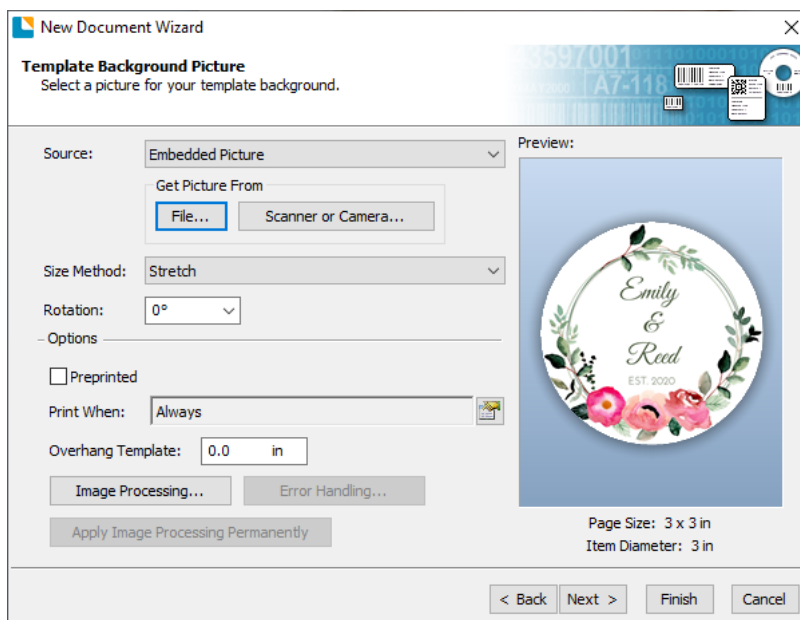 New Document Wizard
Template Background Picture
Select a picture for your template background.
3597001
A7-118
Source:
Embedded Picture
Get Picture From
File...
Scanner or Camera...
Size Method:
Stretch
Rotation:
0°
Options
Preprinted
Print When:
Always
Overhang Template:
0.0 in
Image Processing...
Error Handling...
Apply Image Processing Permanently
Preview:
Emily
&
Reed
EST. 2020
Page Size: 3 x 3 in
Item Diameter: 3 in
< Back
Next >
Finish
Cancel